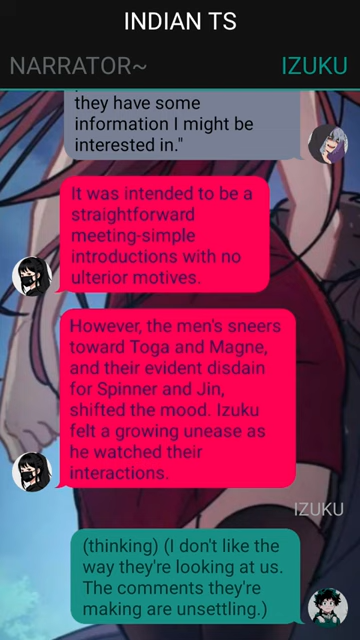 INDIAN TS
NARRATOR~
IZUKU
they have some
information I might be
interested in."
It was intended to be a
straightforward
meeting-simple
introductions with no
ulterior motives.
However, the men's sneers
toward Toga and Magne,
and their evident disdain
for Spinner and Jin,
shifted the mood. Izuku
felt a growing unease as
he watched their
interactions.
IZUKU
(thinking) (I don't like the
way they're looking at us.
The comments they're
making are unsettling.)